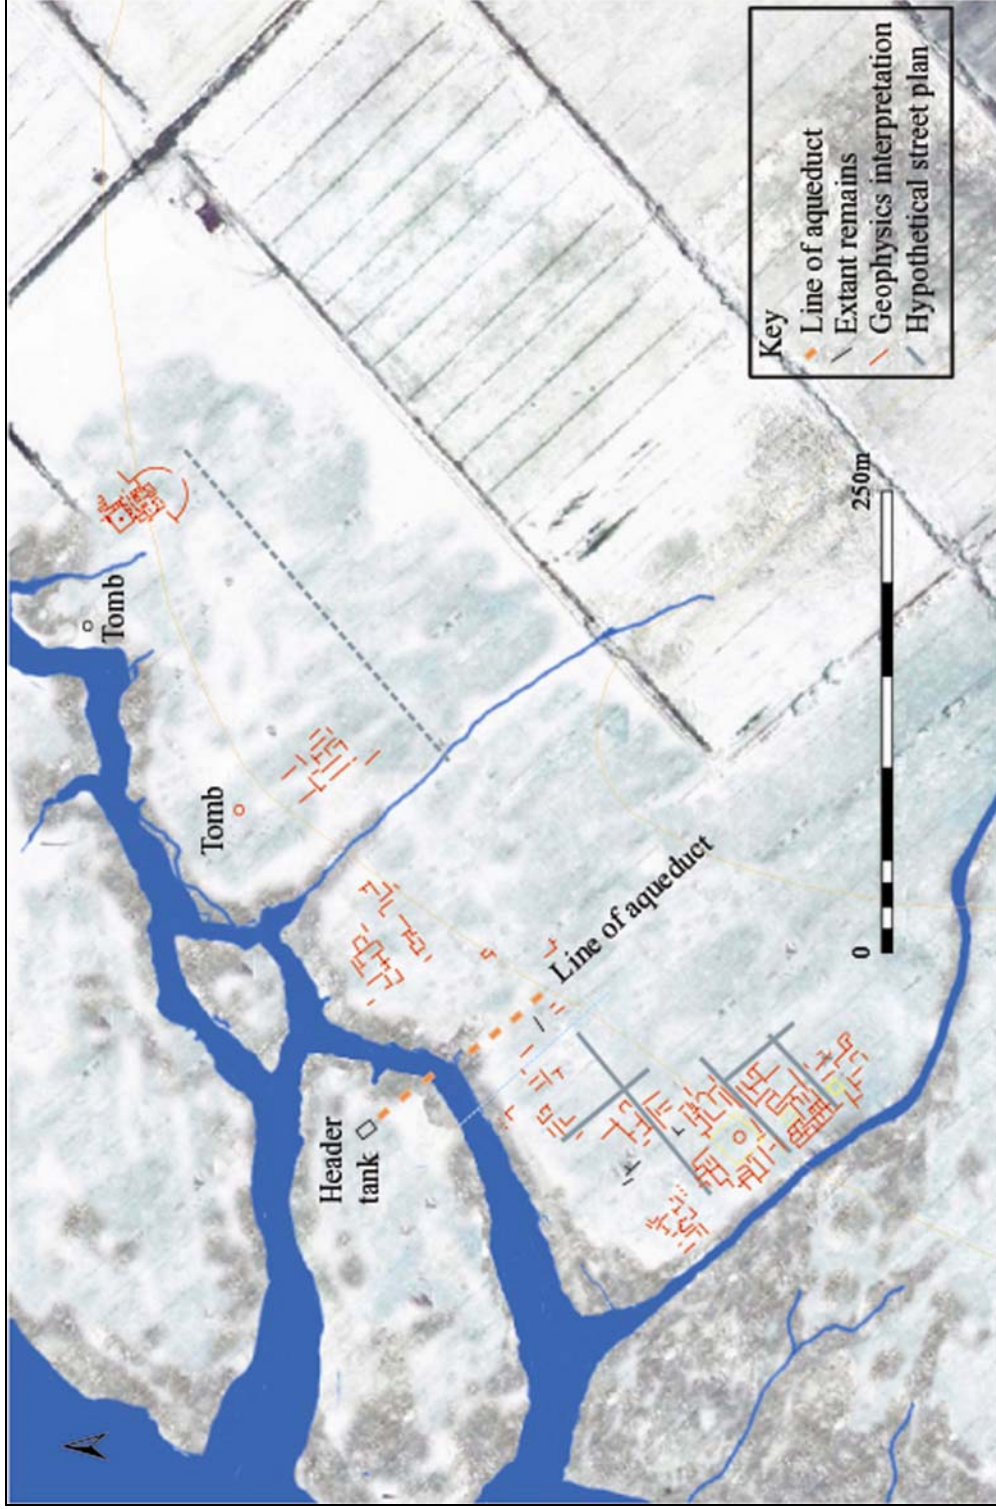 Tomb
Tomb
Header
tank
Line of aqueduct
0
250m
Key
Line of aqueduct
Extant remains
Geophysics interpretation
Hypothetical street plan